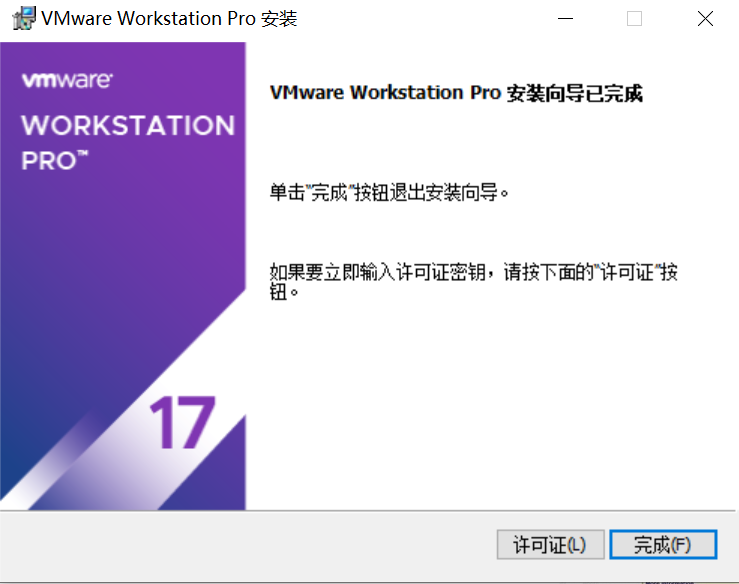 VMware Workstation Pro 安装
vmware®
WORKSTATION
PRO™
17
VMware Workstation Pro 安装向导已完成
单击"完成"按钮退出安装向导。
如果要立即输入许可证密钥，请按下面的"许可证"按
钮。
许可证(L)
完成(F)